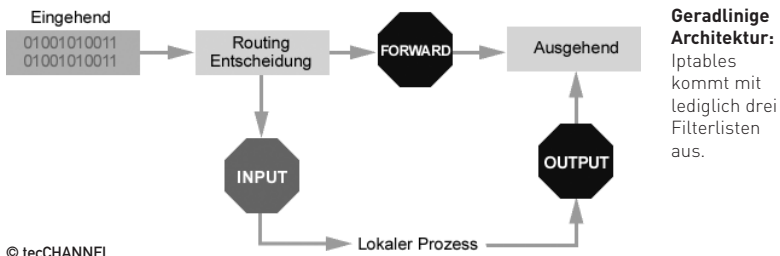 Eingehend
01001010011
01001010011
Routing
Entscheidung
FORWARD
Ausgehend
INPUT
OUTPUT
Lokaler Prozess
© tecCHANNEL
Geradlinige
Architektur:
Iptables
kommt mit
lediglich drei
Filterlisten
aus.